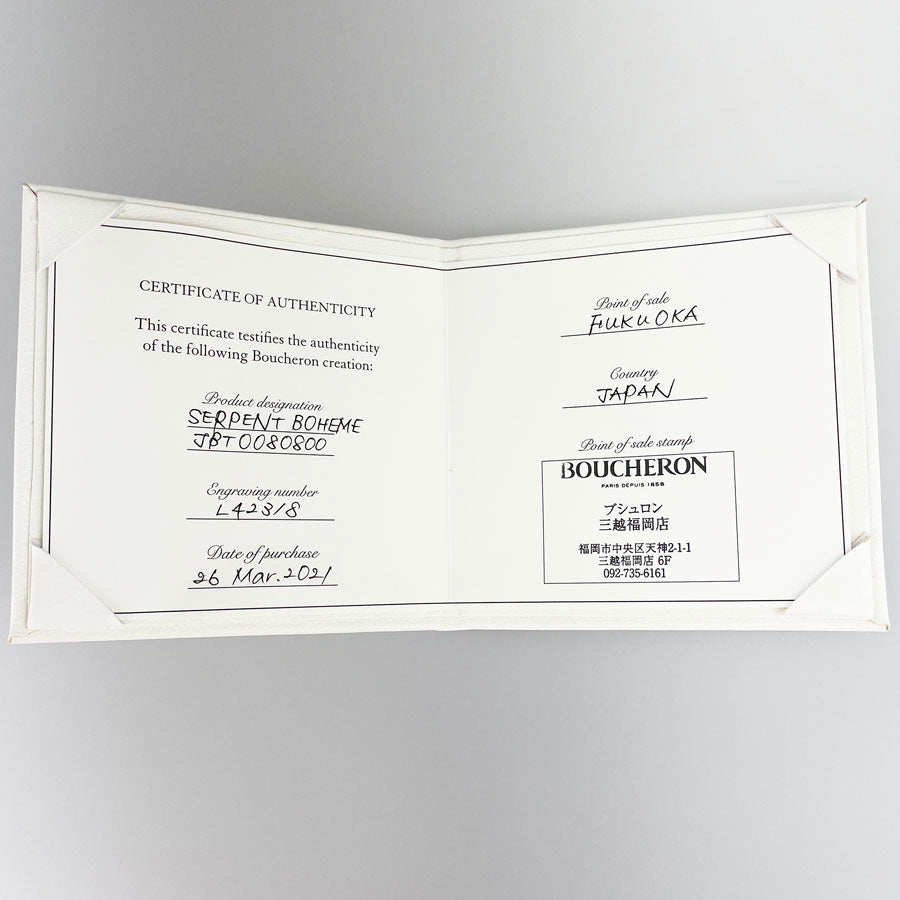 CERTIFICATE OF AUTHENTICITY
This certificate testifies the authenticity
of the following Boucheron creation:
Product designation
SERPENT BOHEME
JBT0080800
Engraving number
L42318
Date of purchase
26 Mar. 2021
Point of sale
FUKUOKA
Country
JAPAN
Point of sale stamp
BOUCHERON
PARIS DEPUIS 1858
ブシュロン
三越福岡店
福岡市中央区天神2-1-1
三越福岡店 6F
092-735-6161